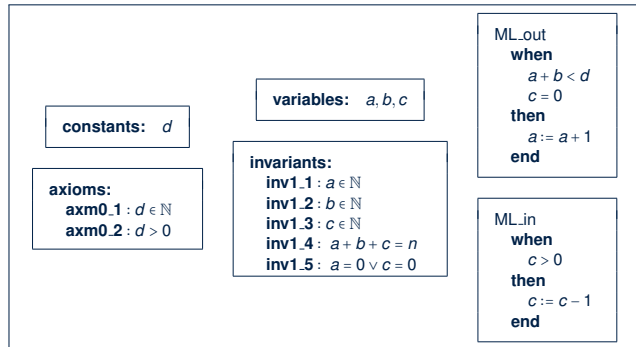 constants: d
axioms:
axm0_1 : d ∈ ℕ
axm0_2 : d > 0
variables: a, b, c
invariants:
inv1_1 : a ∈ ℕ
inv1_2 : b ∈ ℕ
inv1_3 : c ∈ ℕ
inv1_4 : a + b + c = n
inv1_5 : a = 0 ∨ c = 0
ML_out
when
a + b < d
c = 0
then
a := a + 1
end
ML_in
when
c > 0
then
c := c − 1
end